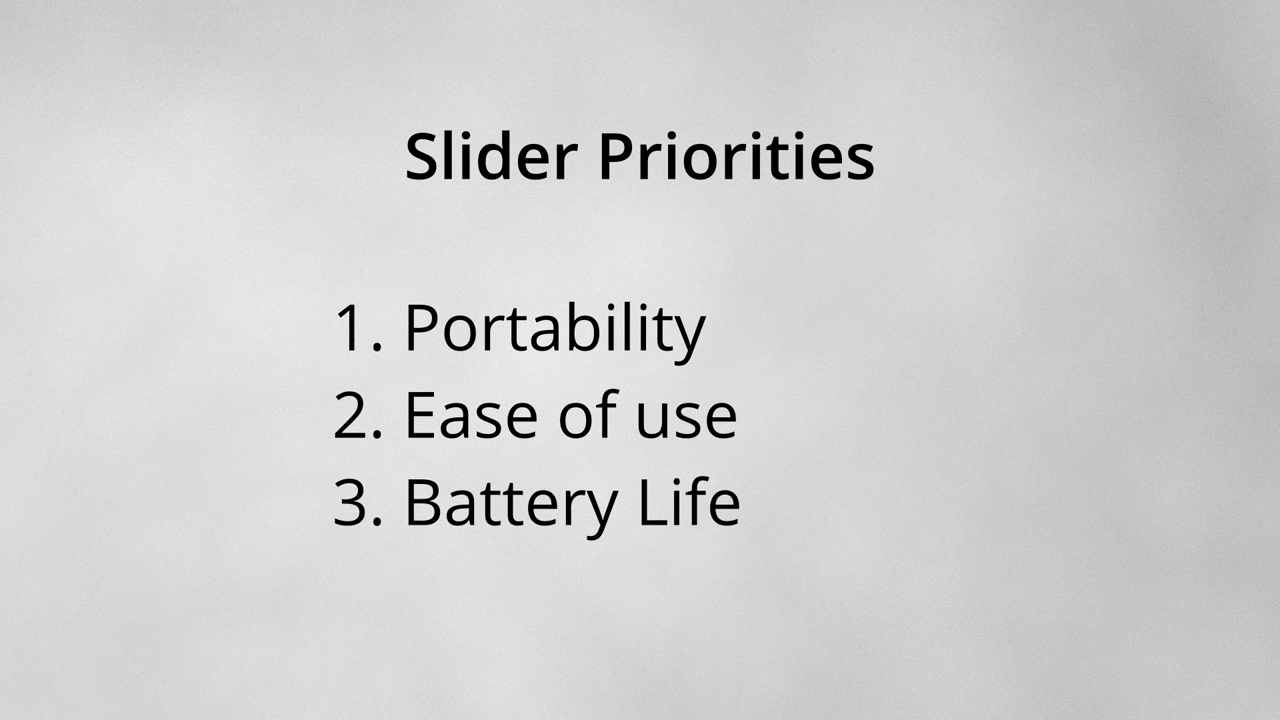 Slider Priorities
1. Portability
2. Ease of use
3. Battery Life